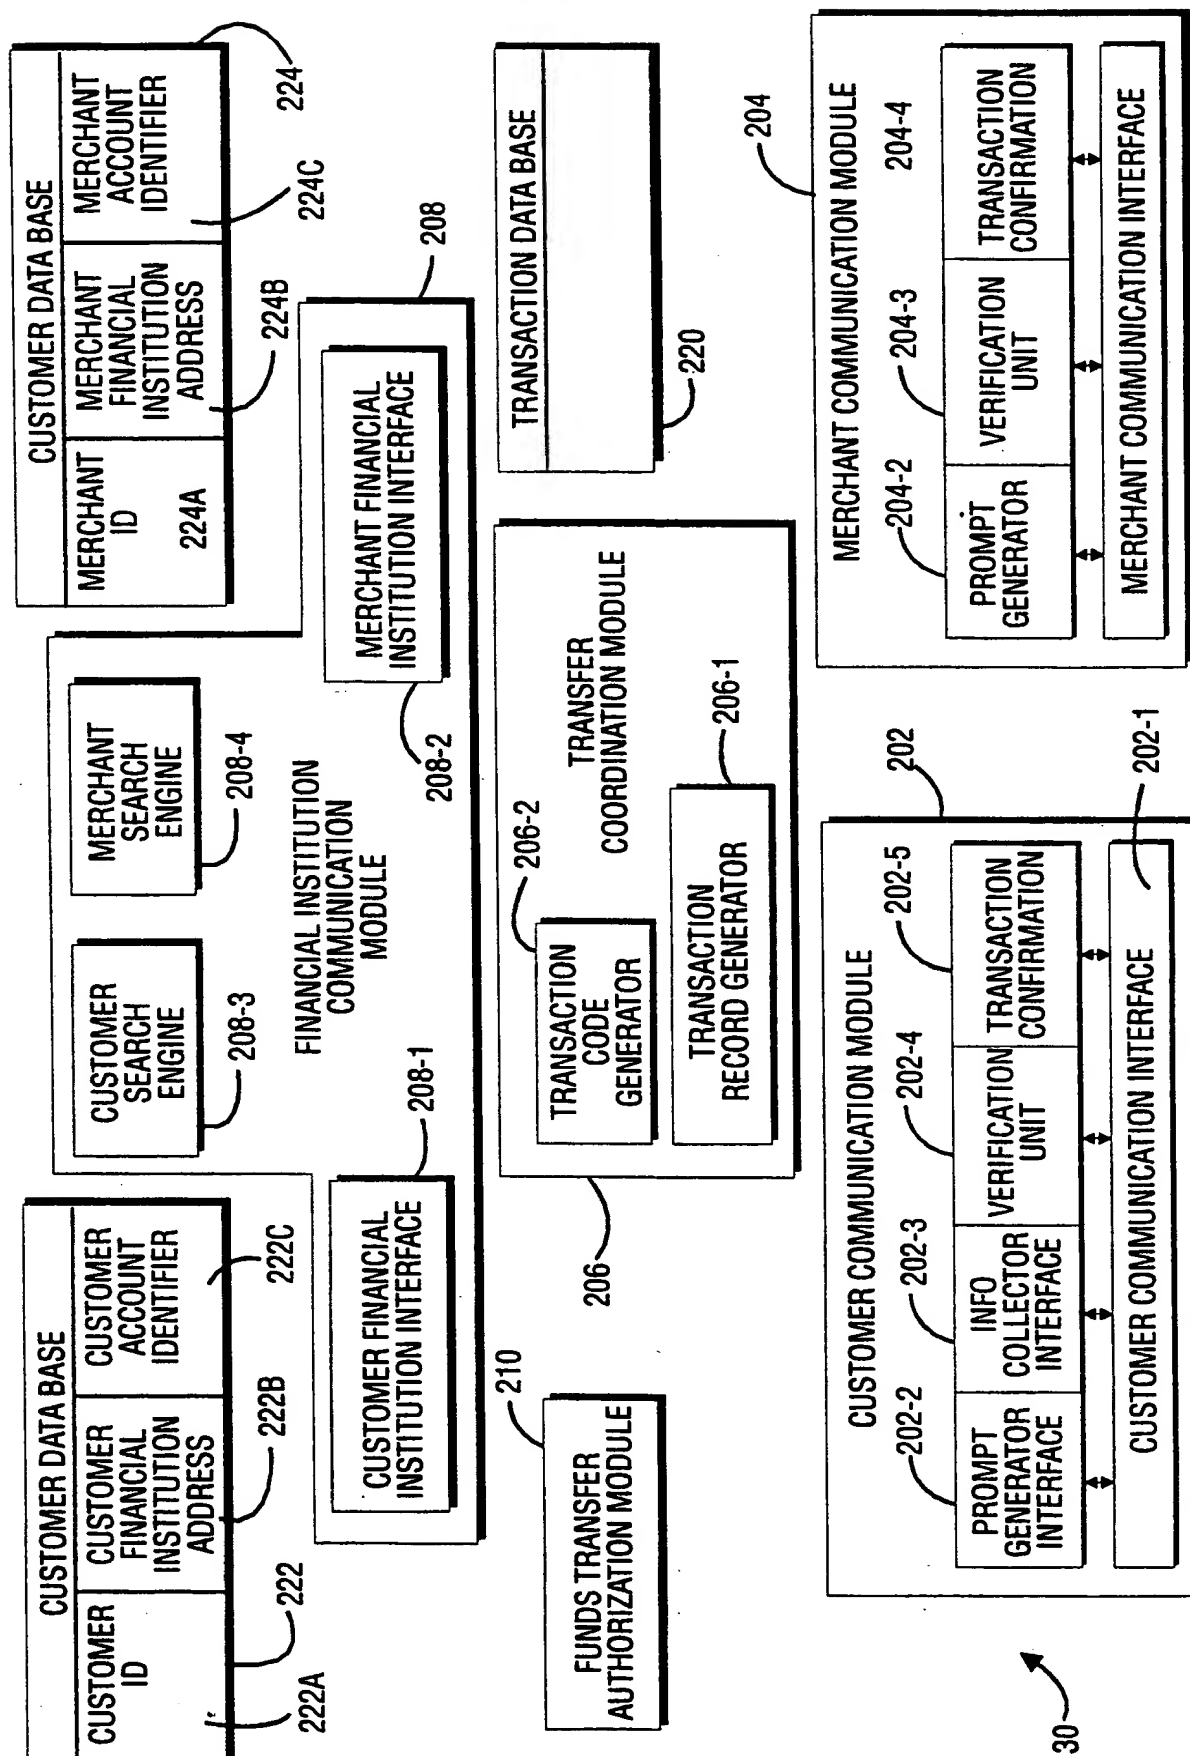 CUSTOMER DATA BASE
CUSTOMER
ID
CUSTOMER
FINANCIAL
INSTITUTION
ADDRESS
CUSTOMER
ACCOUNT
IDENTIFIER
222A
222
222B
222C
CUSTOMER
SEARCH
ENGINE
208-3
MERCHANT
SEARCH
ENGINE
208-4
FINANCIAL INSTITUTION
COMMUNICATION
MODULE
CUSTOMER FINANCIAL
INSTITUTION INTERFACE
208-1
MERCHANT FINANCIAL
INSTITUTION INTERFACE
208-2
208
CUSTOMER DATA BASE
MERCHANT
ID
224A
MERCHANT
FINANCIAL
INSTITUTION
ADDRESS
MERCHANT
ACCOUNT
IDENTIFIER
224B
224C
224
FUNDS TRANSFER
AUTHORIZATION MODULE
210
206
TRANSACTION
CODE
GENERATOR
206-2
TRANSFER
COORDINATION MODULE
TRANSACTION
RECORD GENERATOR
206-1
TRANSACTION DATA BASE
220
30
CUSTOMER COMMUNICATION MODULE
202
202-2
202-3
202-4
202-5
PROMPT
GENERATOR
INTERFACE
INFO
COLLECTOR
INTERFACE
VERIFICATION
UNIT
TRANSACTION
CONFIRMATION
CUSTOMER COMMUNICATION INTERFACE
202-1
MERCHANT COMMUNICATION MODULE
204
204-2
204-3
204-4
PROMPT
GENERATOR
VERIFICATION
UNIT
TRANSACTION
CONFIRMATION
MERCHANT COMMUNICATION INTERFACE